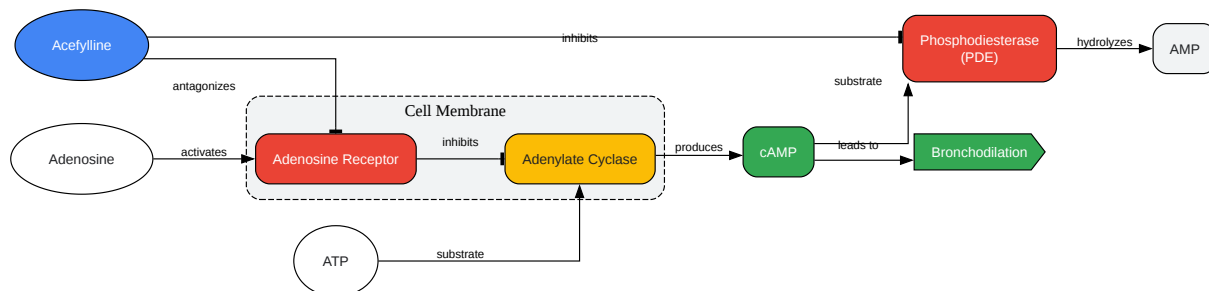 Acefylline
inhibits
Phosphodiesterase
(PDE)
hydrolyzes
AMP
antagonizes
substrate
Cell Membrane
Adenosine
activates
Adenosine Receptor
inhibits
Adenylate Cyclase
produces
cAMP
leads to
Bronchodilation
ATP
substrate